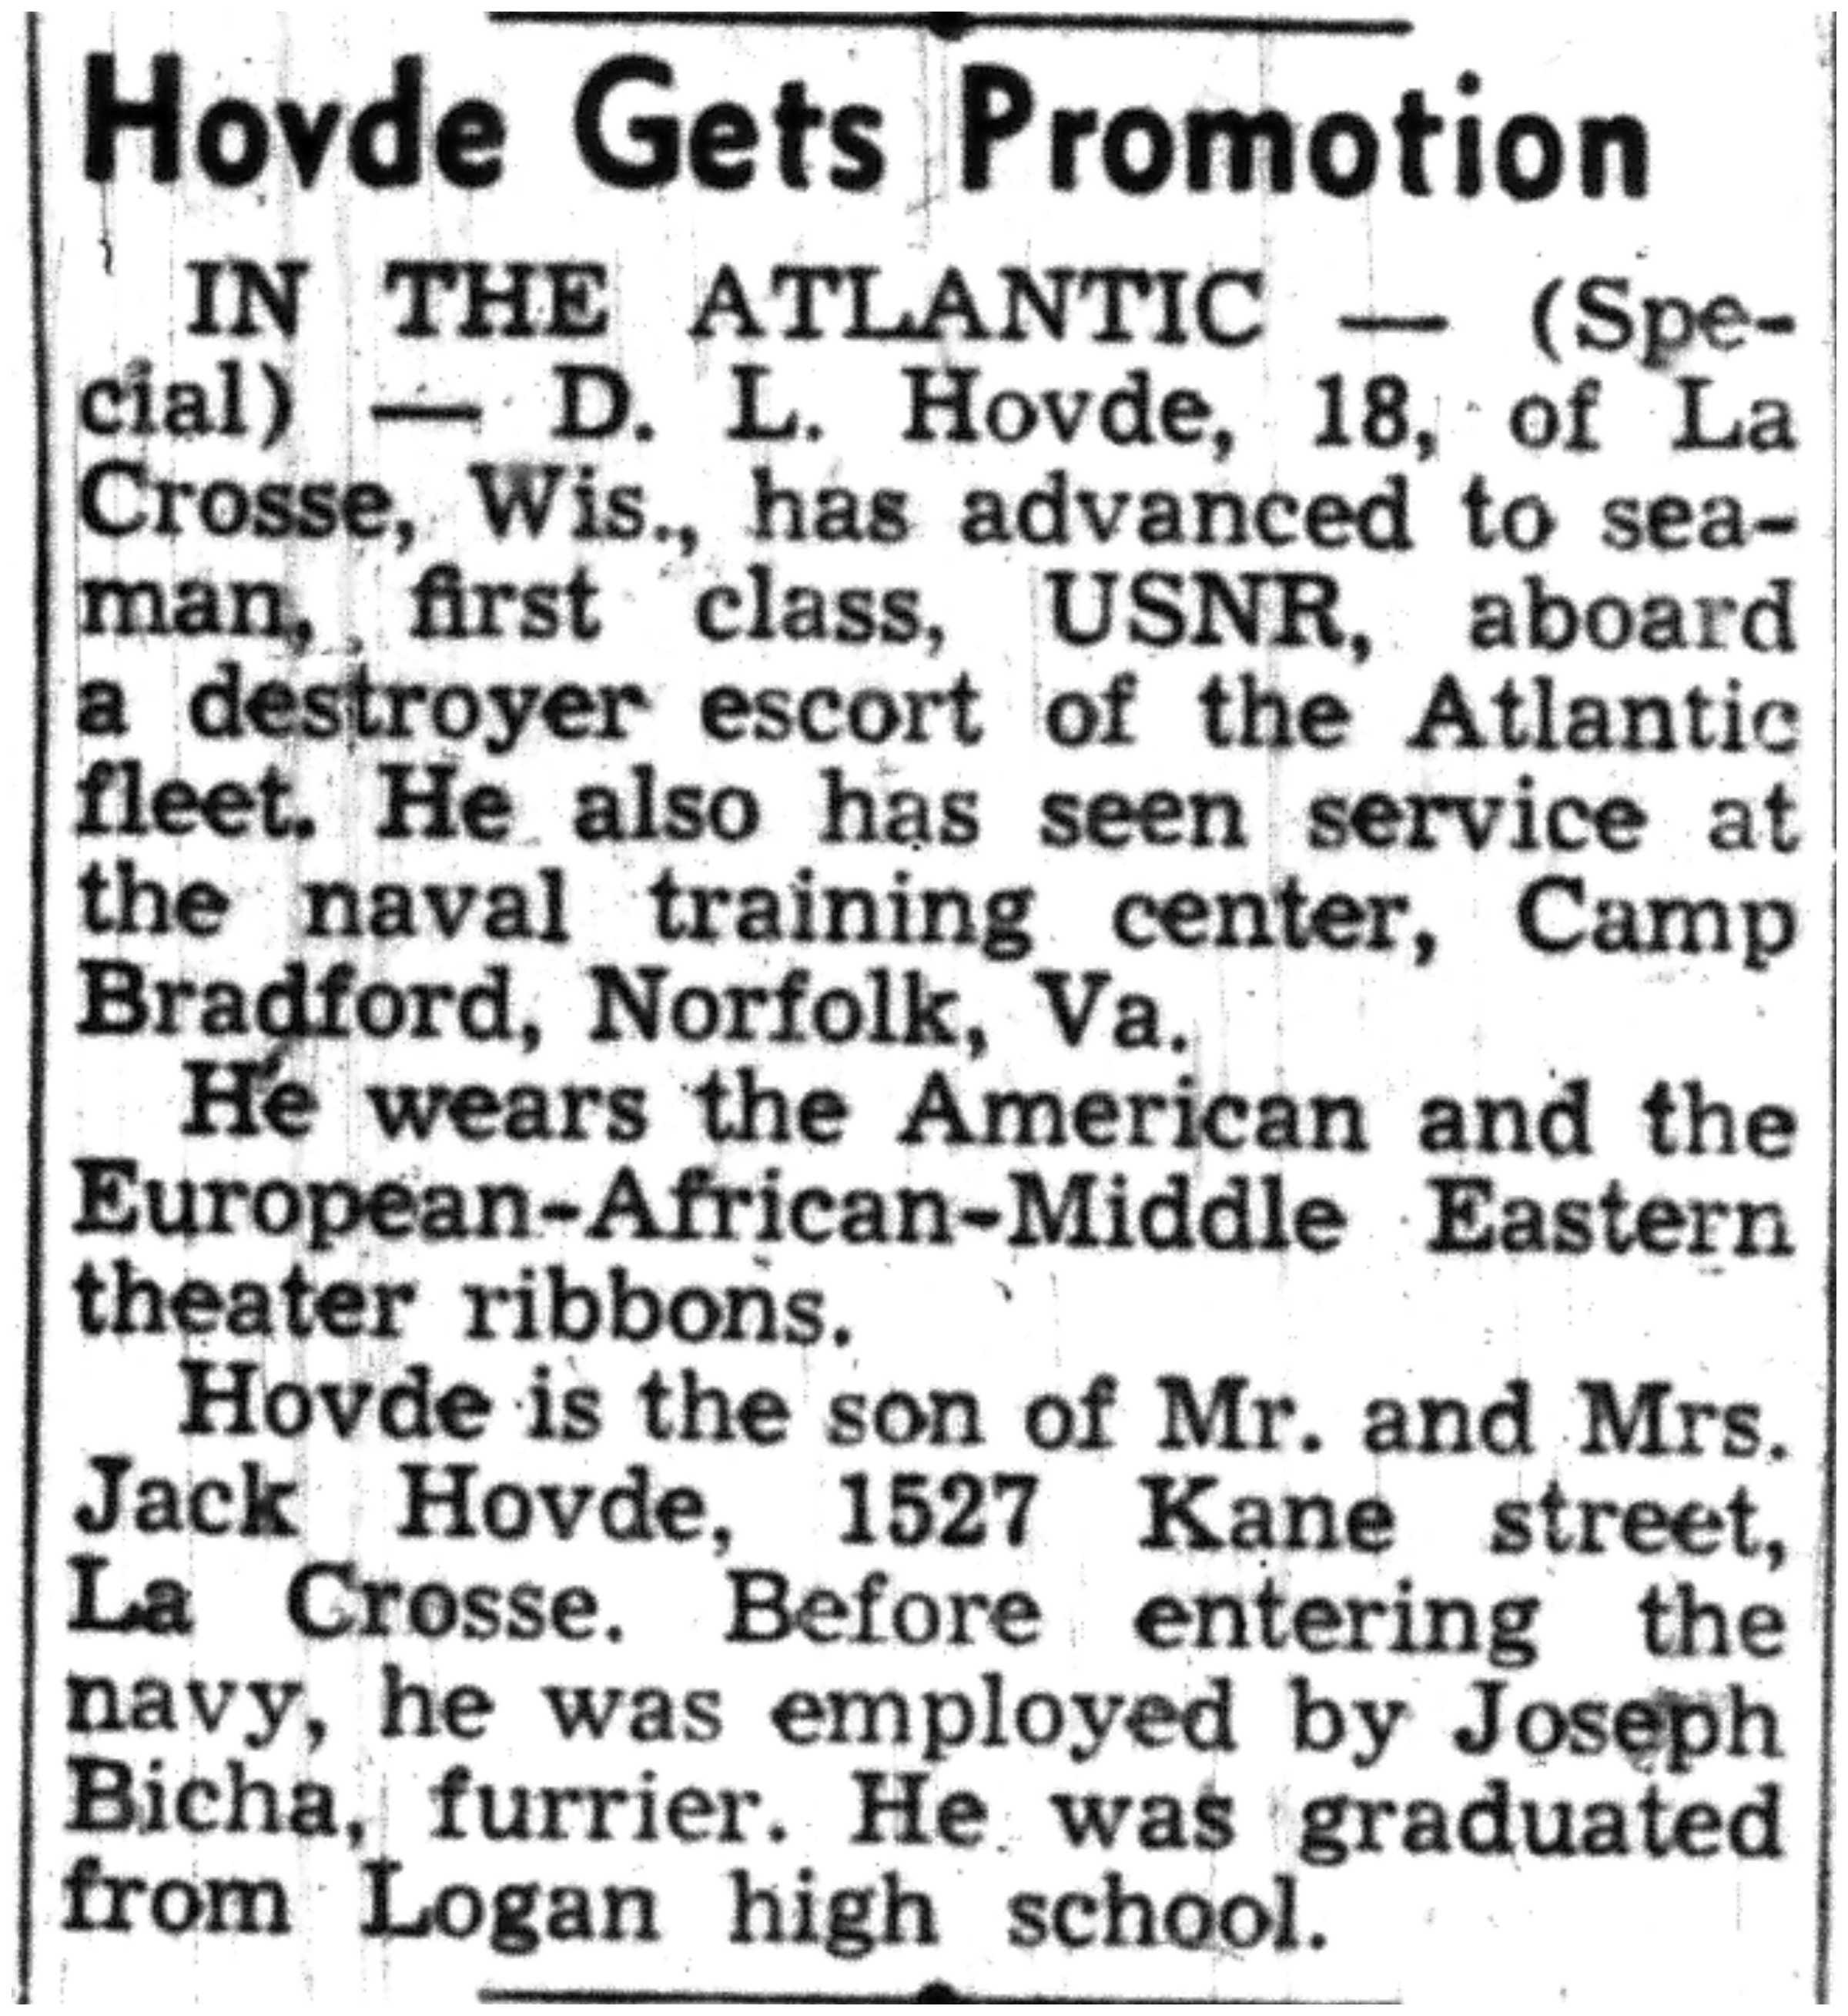 Hovde Gets Promotion
IN THE ATLANTIC — (Spe-
cial) — D. L. Hovde, 18, of La
Crosse, Wis., has advanced to sea-
man, first class, USNR, aboard
a destroyer escort of the Atlantic
fleet. He also has seen service at
the naval training center, Camp
Bradford, Norfolk, Va.
He wears the American and the
European-African-Middle Eastern
theater ribbons.
Hovde is the son of Mr. and Mrs.
Jack Hovde, 1527 Kane street,
La Crosse. Before entering the
navy, he was employed by Joseph
Bicha, furrier. He was graduated
from Logan high school.